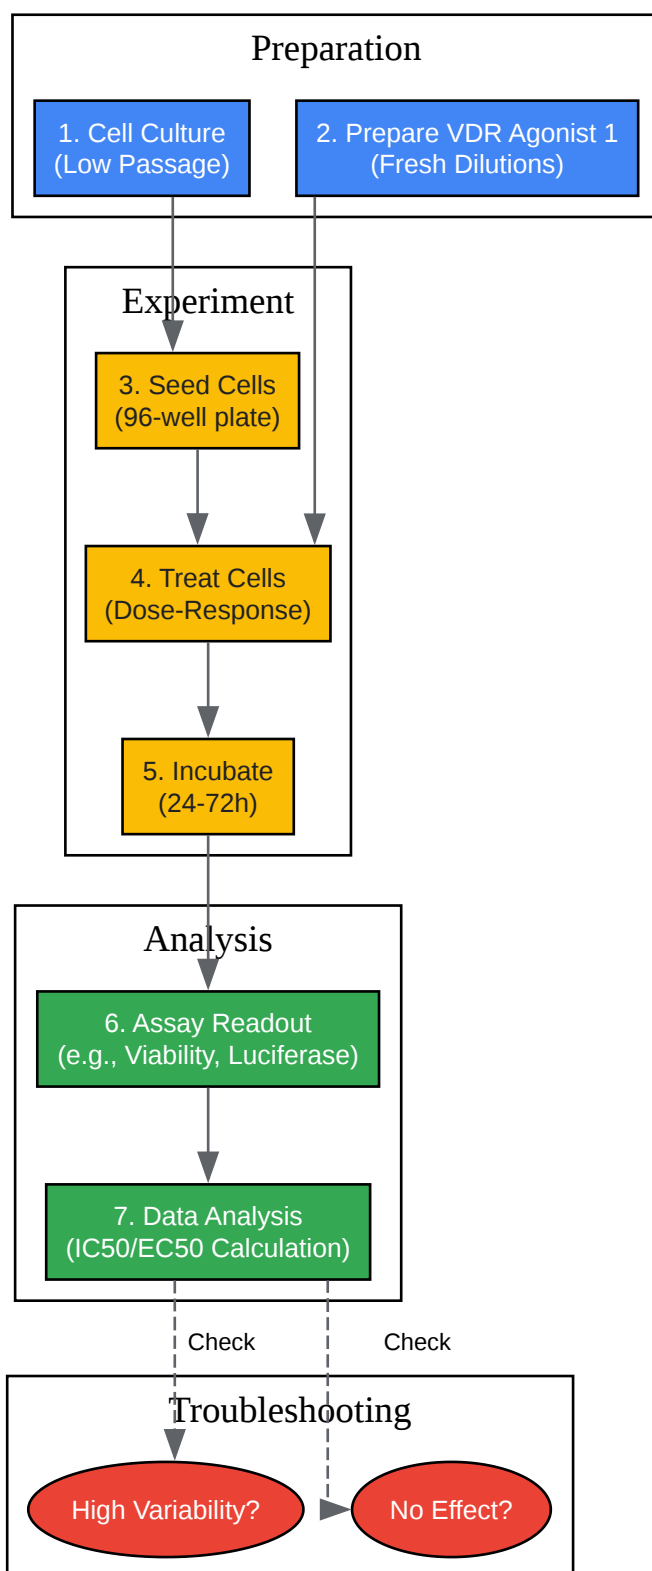 Preparation
1. Cell Culture
(Low Passage)
2. Prepare VDR Agonist 1
(Fresh Dilutions)
Experiment
3. Seed Cells
(96-well plate)
4. Treat Cells
(Dose-Response)
5. Incubate
(24-72h)
Analysis
6. Assay Readout
(e.g., Viability, Luciferase)
7. Data Analysis
(IC50/EC50 Calculation)
Check
Check
Troubleshooting
High Variability?
No Effect?